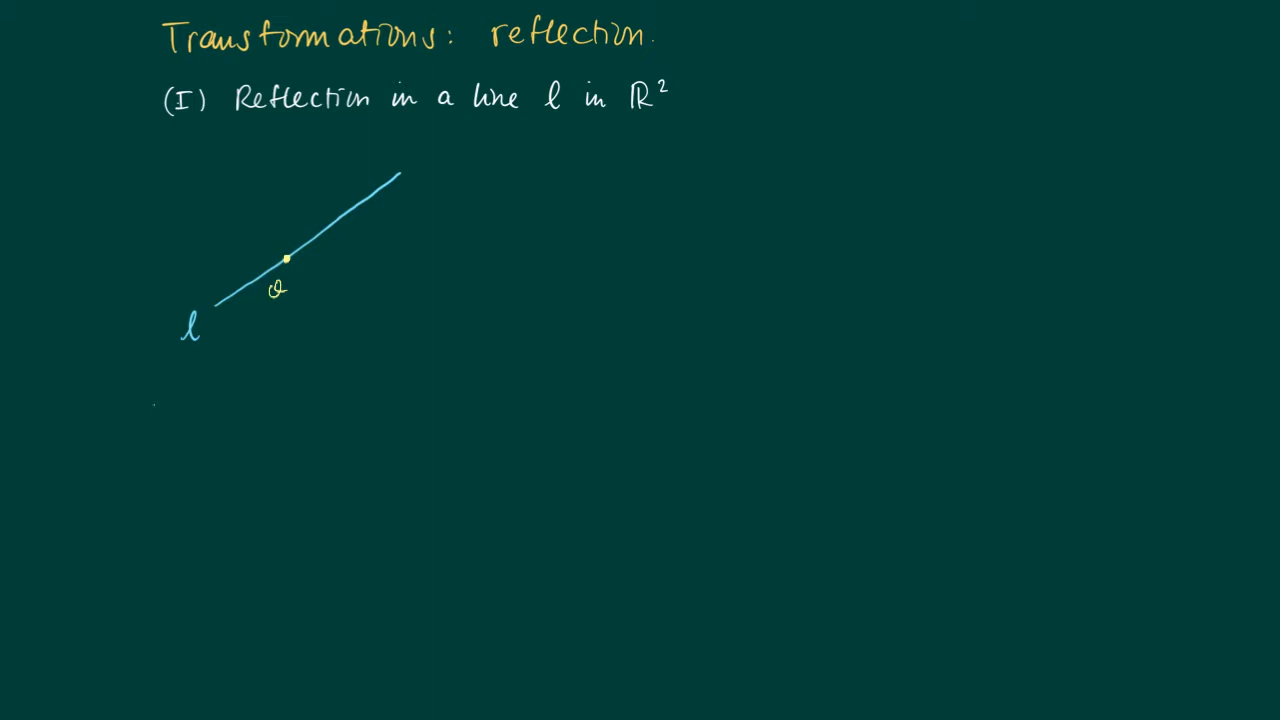 Transformations: reflection.
(I) Reflection in a line ℓ in ℝ²
ℓ